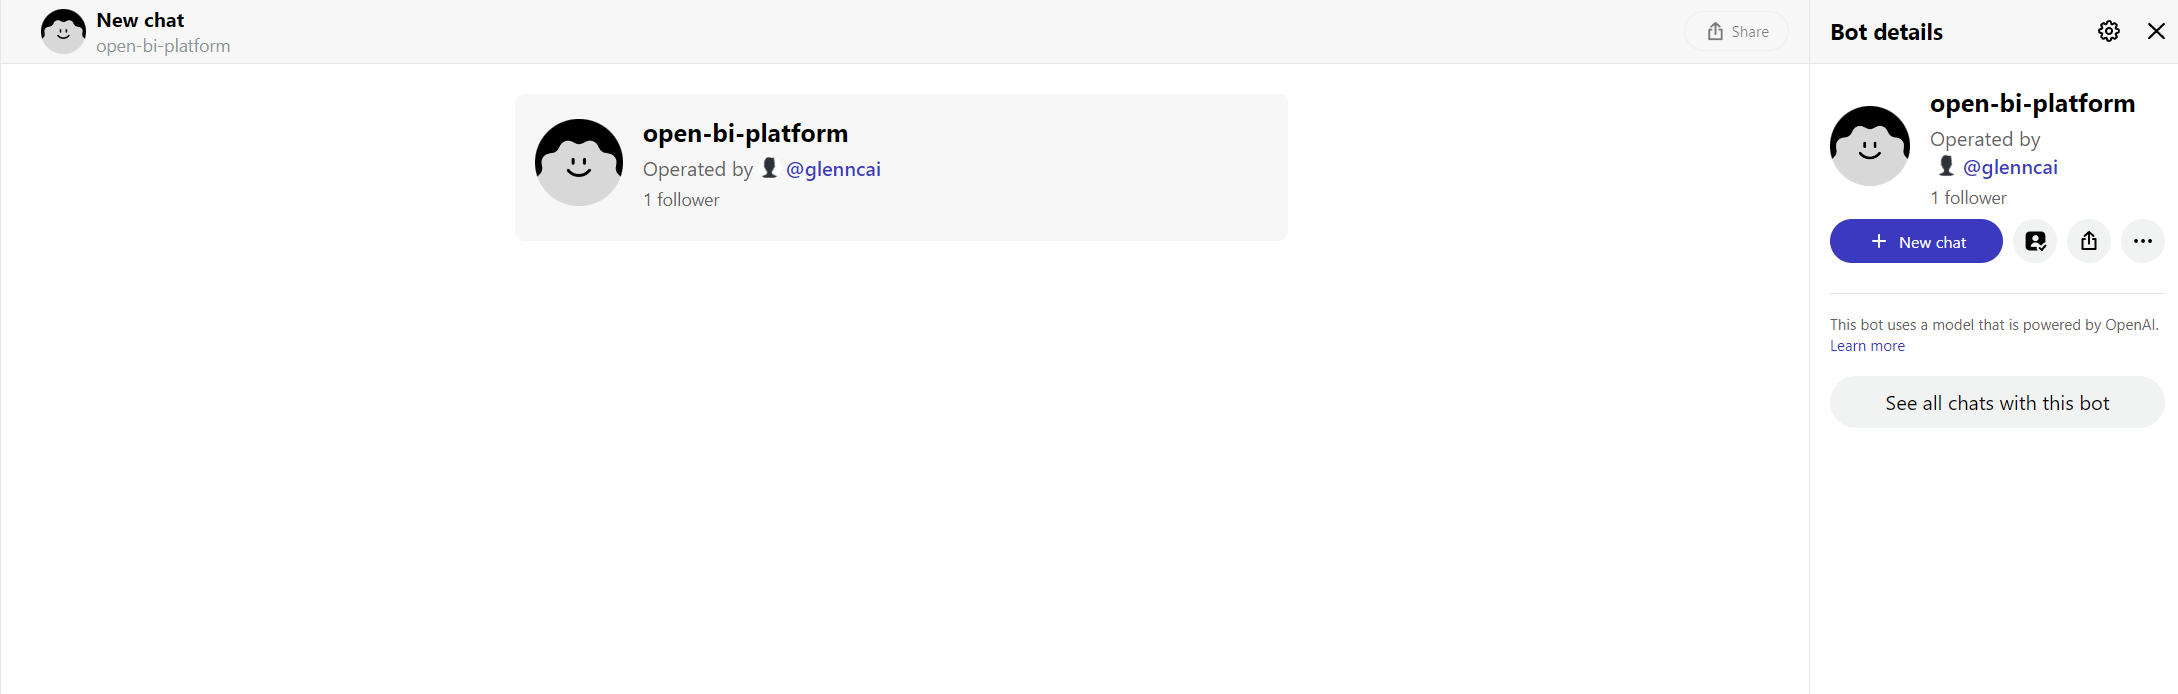 New chat
open-bi-platform
Share
open-bi-platform
Operated by @glenncai
1 follower
Bot details
open-bi-platform
Operated by
@glenncai
1 follower
New chat
This bot uses a model that is powered by OpenAI.
Learn more
See all chats with this bot